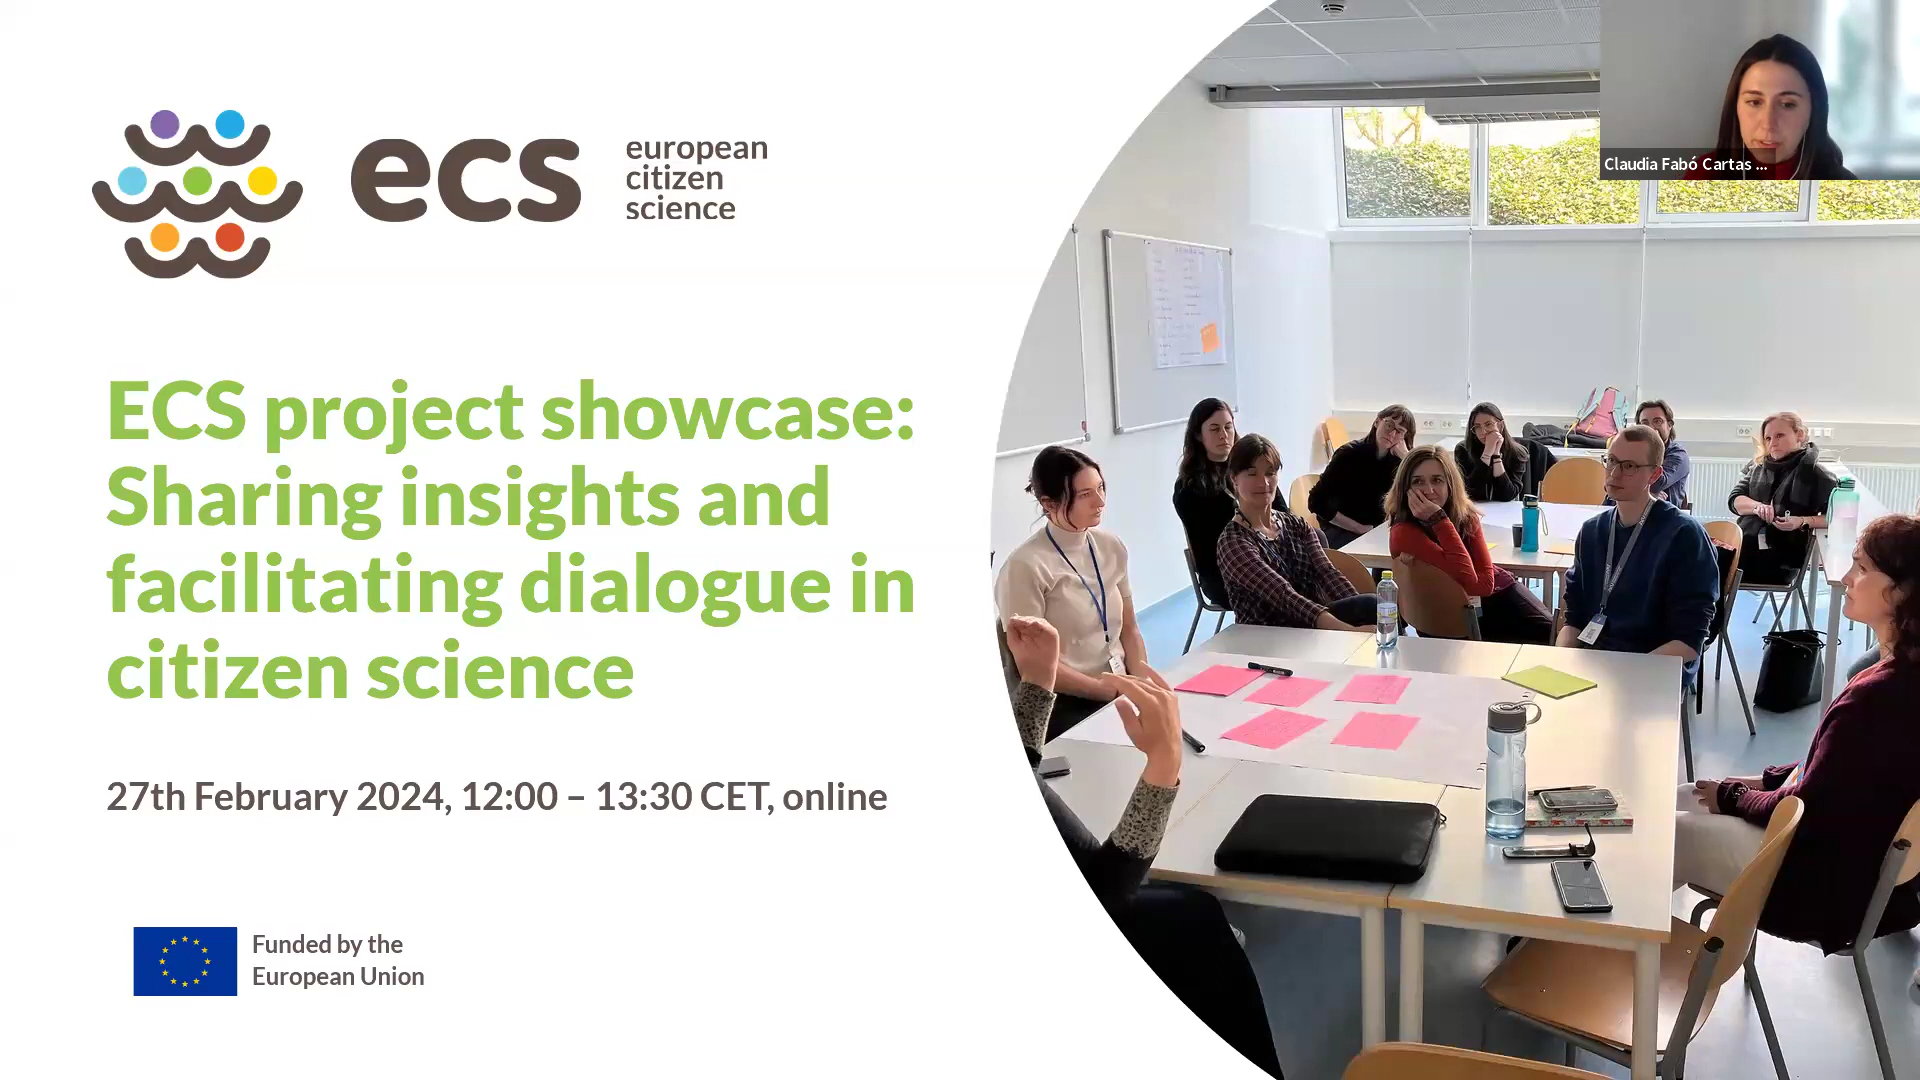 ecs
european
citizen
science
Claudia Fabó Cartas ...
ECS project showcase:
Sharing insights and
facilitating dialogue in
citizen science
27th February 2024, 12:00 – 13:30 CET, online
Funded by the
European Union